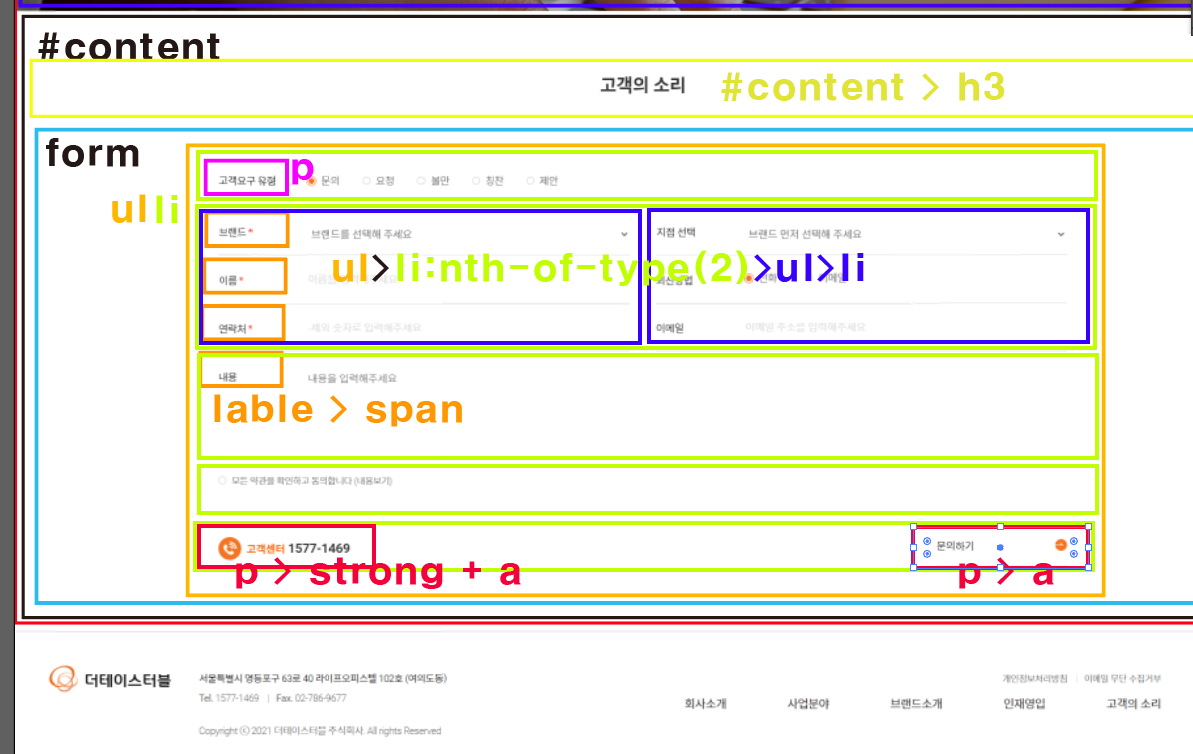 #content
고객의 소리 #content > h3
form
고객요구 유형 p 문의 요청 불만 칭찬 제안
ul li
브랜드* 브랜드를 선택해 주세요 지점 선택 브랜드 먼저 선택해 주세요
ul>li:nth-of-type(2)>ul>li
이름* 이메일
연락처* 제외 숫자로 입력해주세요 이메일 이메일 주소를 입력해주세요
내용 내용을 입력해주세요
lable > span
모든 약관을 확인하고 동의합니다 (내용보기)
고객센터 1577-1469 문의하기
p > strong + a p > a
더테이스터블 서울특별시 영등포구 63로 40 라이프오피스텔 102호 (여의도동) 개인정보처리방침 | 이메일 무단 수집거부
Tel. 1577-1469 | Fax. 02-786-9677 회사소개 사업분야 브랜드소개 인재영입 고객의 소리
Copyright ⓒ 2021 더테이스터블 주식회사. All rights Reserved